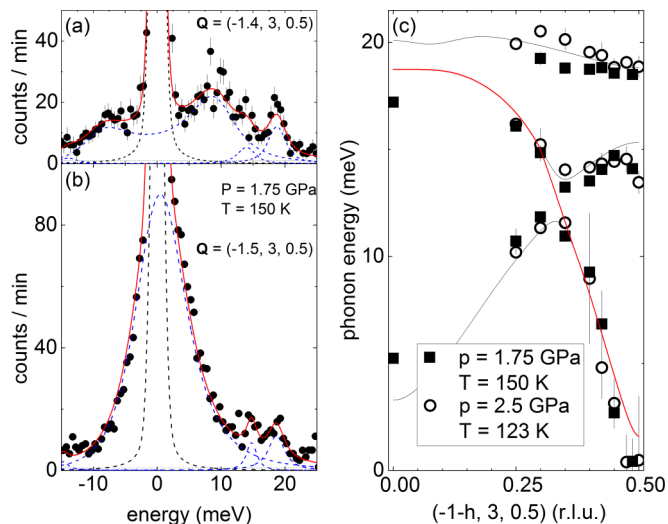 (a)
Q = (-1.4, 3, 0.5)
counts / min
40
20
0
(b)
P = 1.75 GPa
T = 150 K
Q = (-1.5, 3, 0.5)
counts / min
80
40
0
-10 0 10 20
energy (meV)
(c)
phonon energy (meV)
20
10
0
p = 1.75 GPa
T = 150 K
p = 2.5 GPa
T = 123 K
0.00 0.25 0.50
(-1-h, 3, 0.5) (r.l.u.)